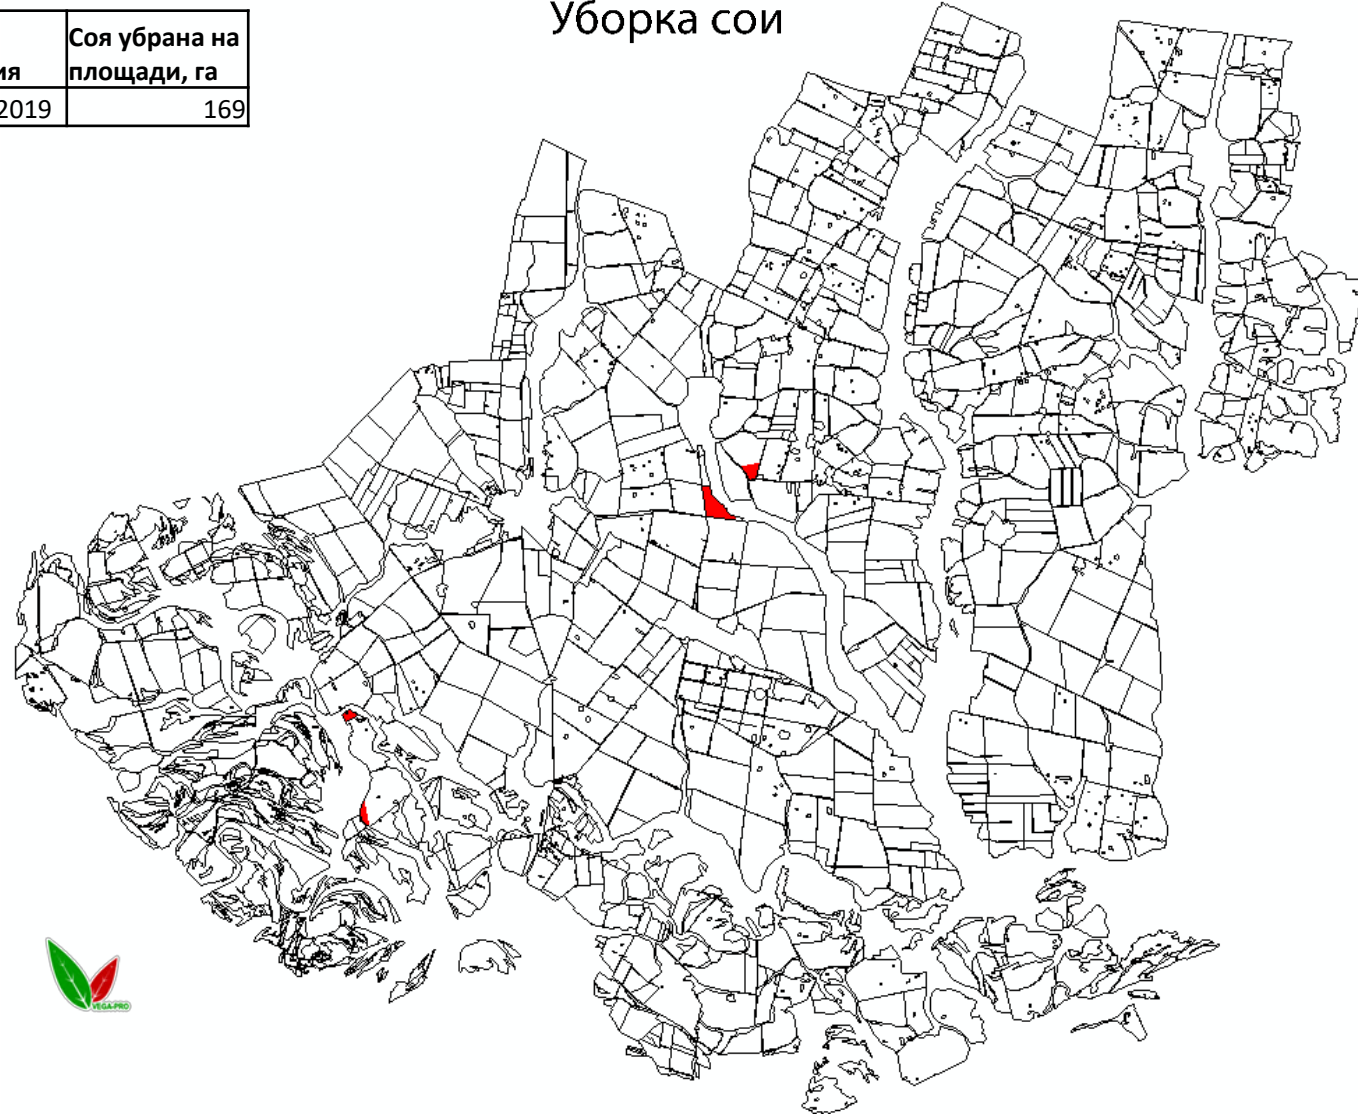 Уборка сои
Соя убрана на
ия площади, га
2019 169
VEGA-PRO